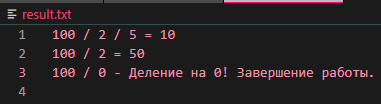 result.txt
1 100 / 2 / 5 = 10
2 100 / 2 = 50
3 100 / 0 - Деление на 0! Завершение работы.
4